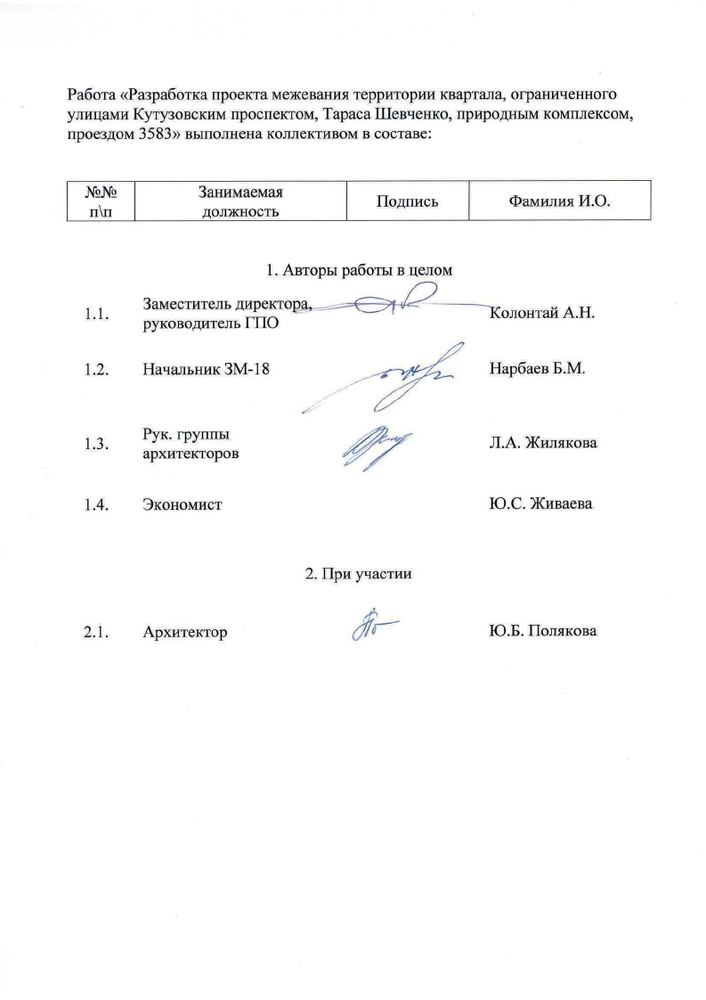 Работа «Разработка проекта межевания территории квартала, ограниченного
улицами Кутузовским проспектом, Тараса Шевченко, природным комплексом,
проездом 3583» выполнена коллективом в составе:
№№ п\п Занимаемая должность Подпись Фамилия И.О.
1. Авторы работы в целом
1.1. Заместитель директора, руководитель ГПО Колонтай А.Н.
1.2. Начальник ЗМ-18 Нарбаев Б.М.
1.3. Рук. группы архитекторов Л.А. Жилякова
1.4. Экономист Ю.С. Живаева
2. При участии
2.1. Архитектор Ю.Б. Полякова